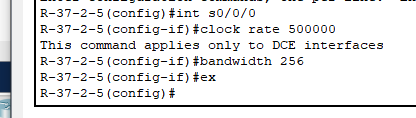 R-37-2-5(config)#int s0/0/0
R-37-2-5(config-if)#clock rate 500000
This command applies only to DCE interfaces
R-37-2-5(config-if)#bandwidth 256
R-37-2-5(config-if)#ex
R-37-2-5(config)#